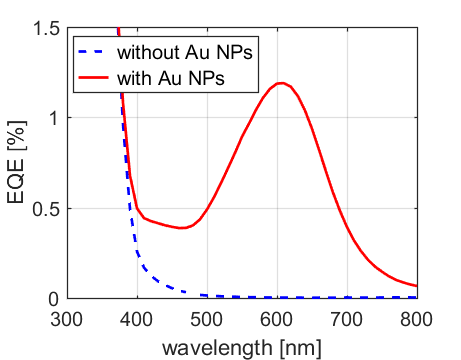 1.5
without Au NPs
with Au NPs
1
EQE [%]
0.5
0
300 400 500 600 700 800
wavelength [nm]